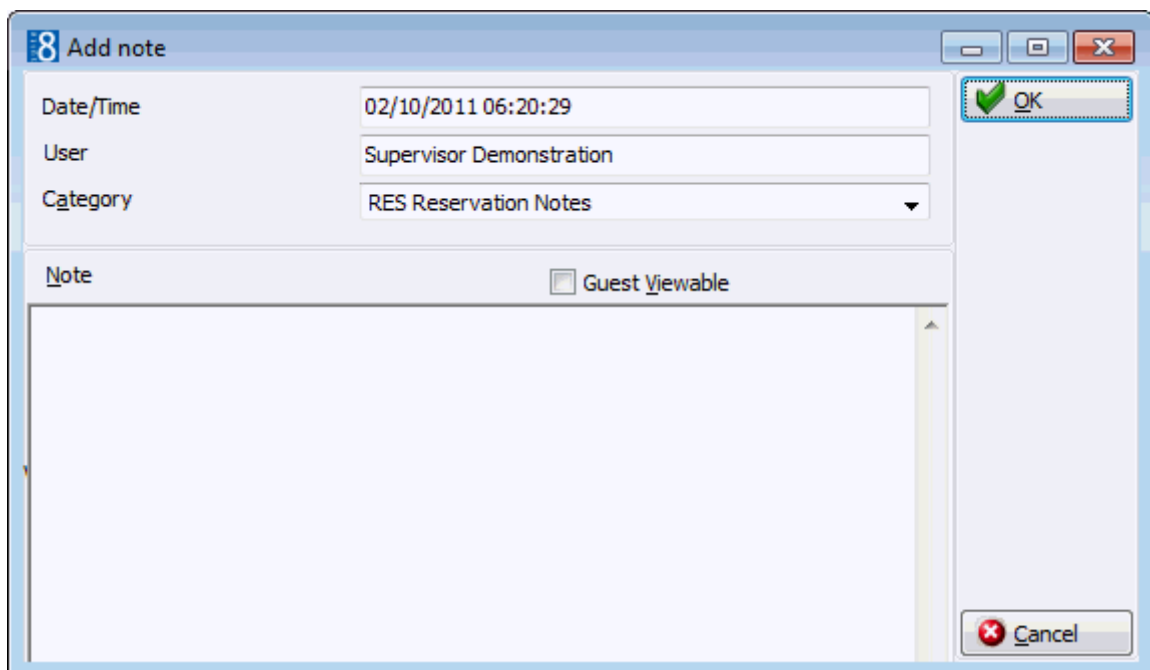 8 Add note
Date/Time 02/10/2011 06:20:29
OK
User Supervisor Demonstration
Category RES Reservation Notes
Note Guest Viewable
Cancel